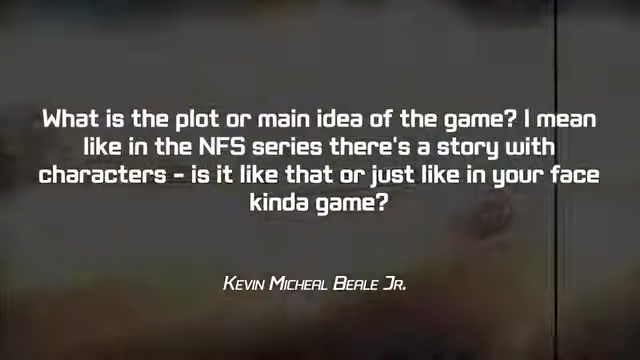 What is the plot or main idea of the game? I mean
like in the NFS series there's a story with
characters - is it like that or just like in your face
kinda game?
Kevin Micheal Beale Jr.